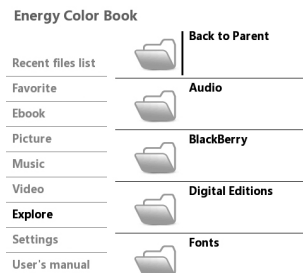 Energy Color Book
Recent files list
Favorite
Ebook
Picture
Music
Video
Explore
Settings
User's manual
Back to Parent
Audio
BlackBerry
Digital Editions
Fonts